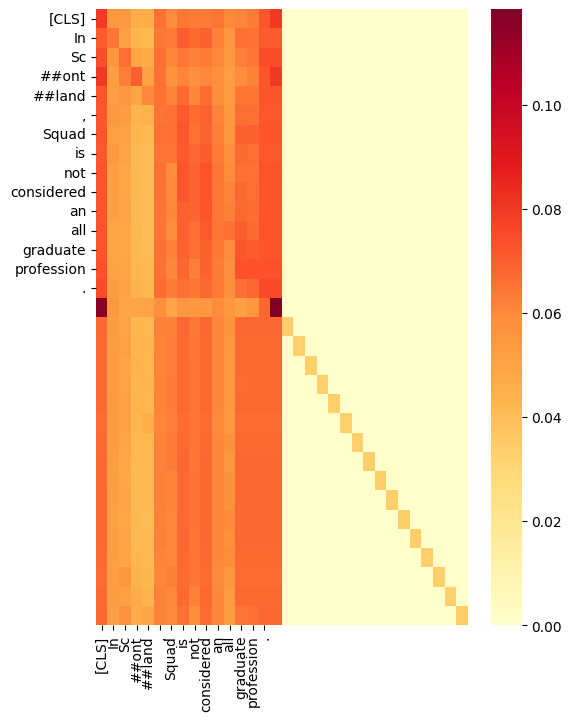 [CLS]
In
Sc
##ont
##land
,
Squad
is
not
considered
an
all
graduate
profession
.
0.10
0.08
0.06
0.04
0.02
0.00
[CLS]
In
Sc
##ont
##land
,
Squad
is
not
considered
an
all
graduate
profession
.